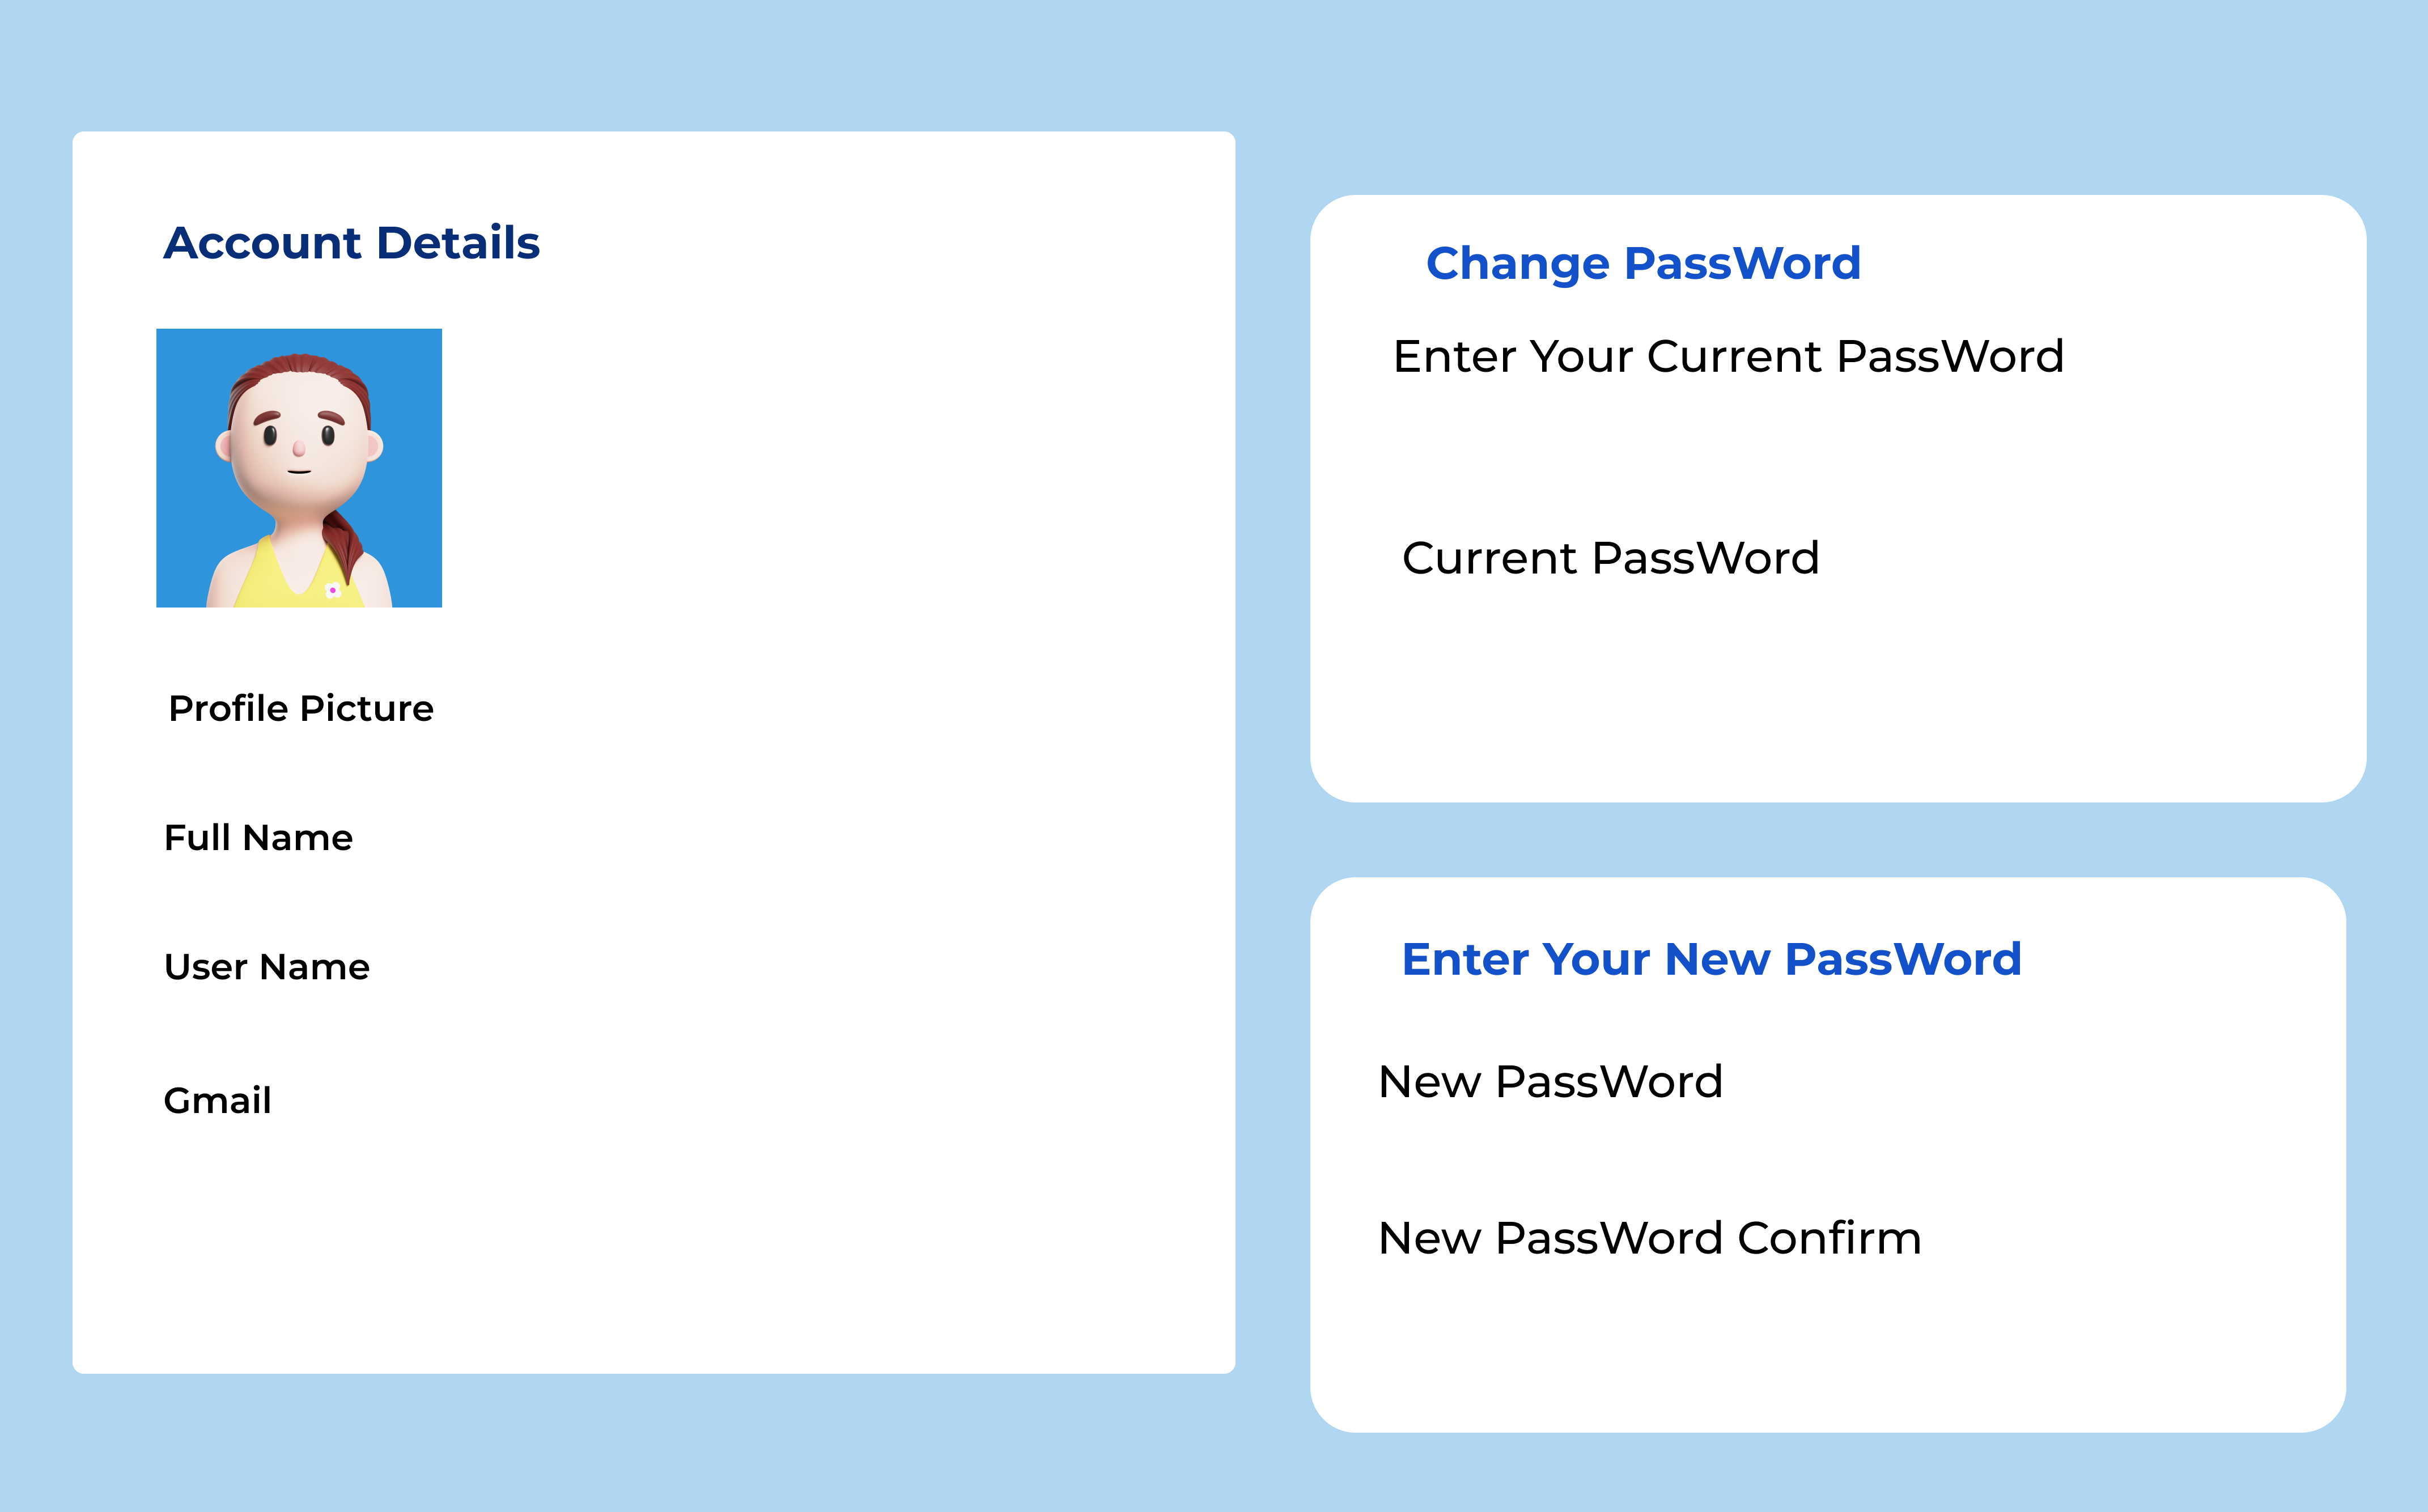 Account Details
Profile Picture
Full Name
User Name
Gmail
Change PassWord
Enter Your Current PassWord
Current PassWord
Enter Your New PassWord
New PassWord
New PassWord Confirm